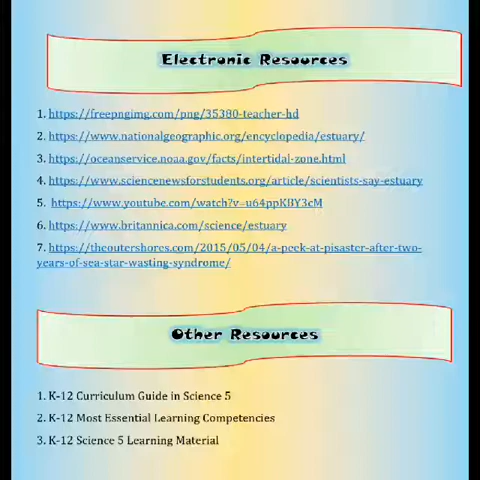 Electronic Resources
1. https://freepngimg.com/png/35380-teacher-hd
2. https://www.nationalgeographic.org/encyclopedia/estuary/
3. https://oceanservice.noaa.gov/facts/intertidal-zone.html
4. https://www.sciencenewsforstudents.org/article/scientists-say-estuary
5. https://www.youtube.com/watch?v=u64ppKBY3cM
6. https://www.britannica.com/science/estuary
7. https://theoutershores.com/2015/05/04/a-peek-at-pisaster-after-two-
years-of-sea-star-wasting-syndrome/
Other Resources
1. K-12 Curriculum Guide in Science 5
2. K-12 Most Essential Learning Competencies
3. K-12 Science 5 Learning Material